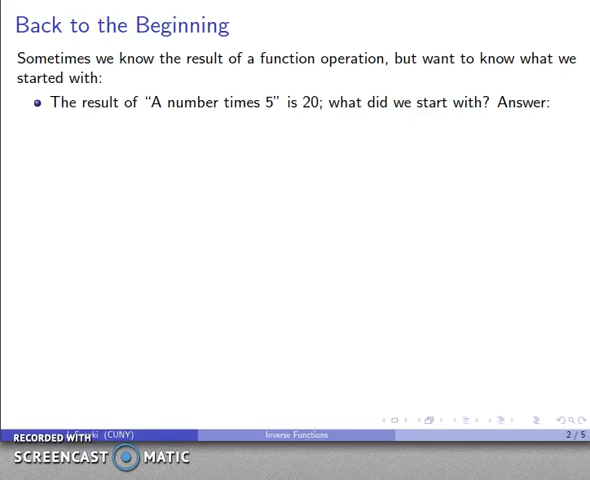 Back to the Beginning
Sometimes we know the result of a function operation, but want to know what we
started with:
The result of “A number times 5” is 20; what did we start with? Answer:
(CUNY)
Inverse Functions
2 / 5
RECORDED WITH
SCREENCAST MATIC